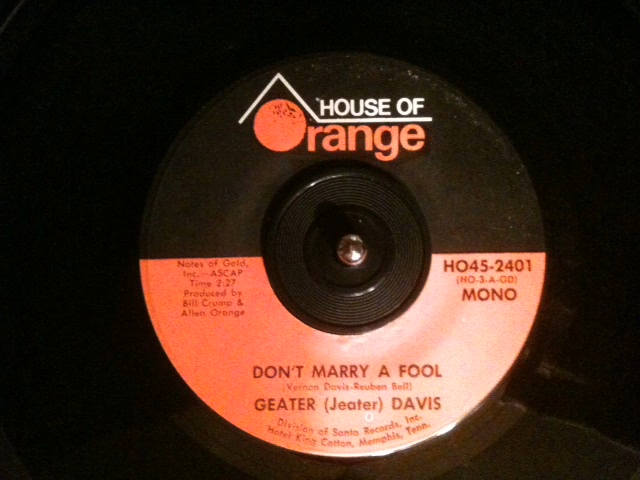 HOUSE OF
Orange
Notes of Gold,
Inc.-ASCAP
Time 2:27
Produced by
Bill Crump &
Allen Orange
HO45-2401
(HO-3-A-GD)
MONO
DON'T MARRY A FOOL
(Vernon Davis-Reuben Bell)
GEATER (Jeater) DAVIS
Division of Santo Records, Inc.
Hotel King Cotton, Memphis, Tenn.